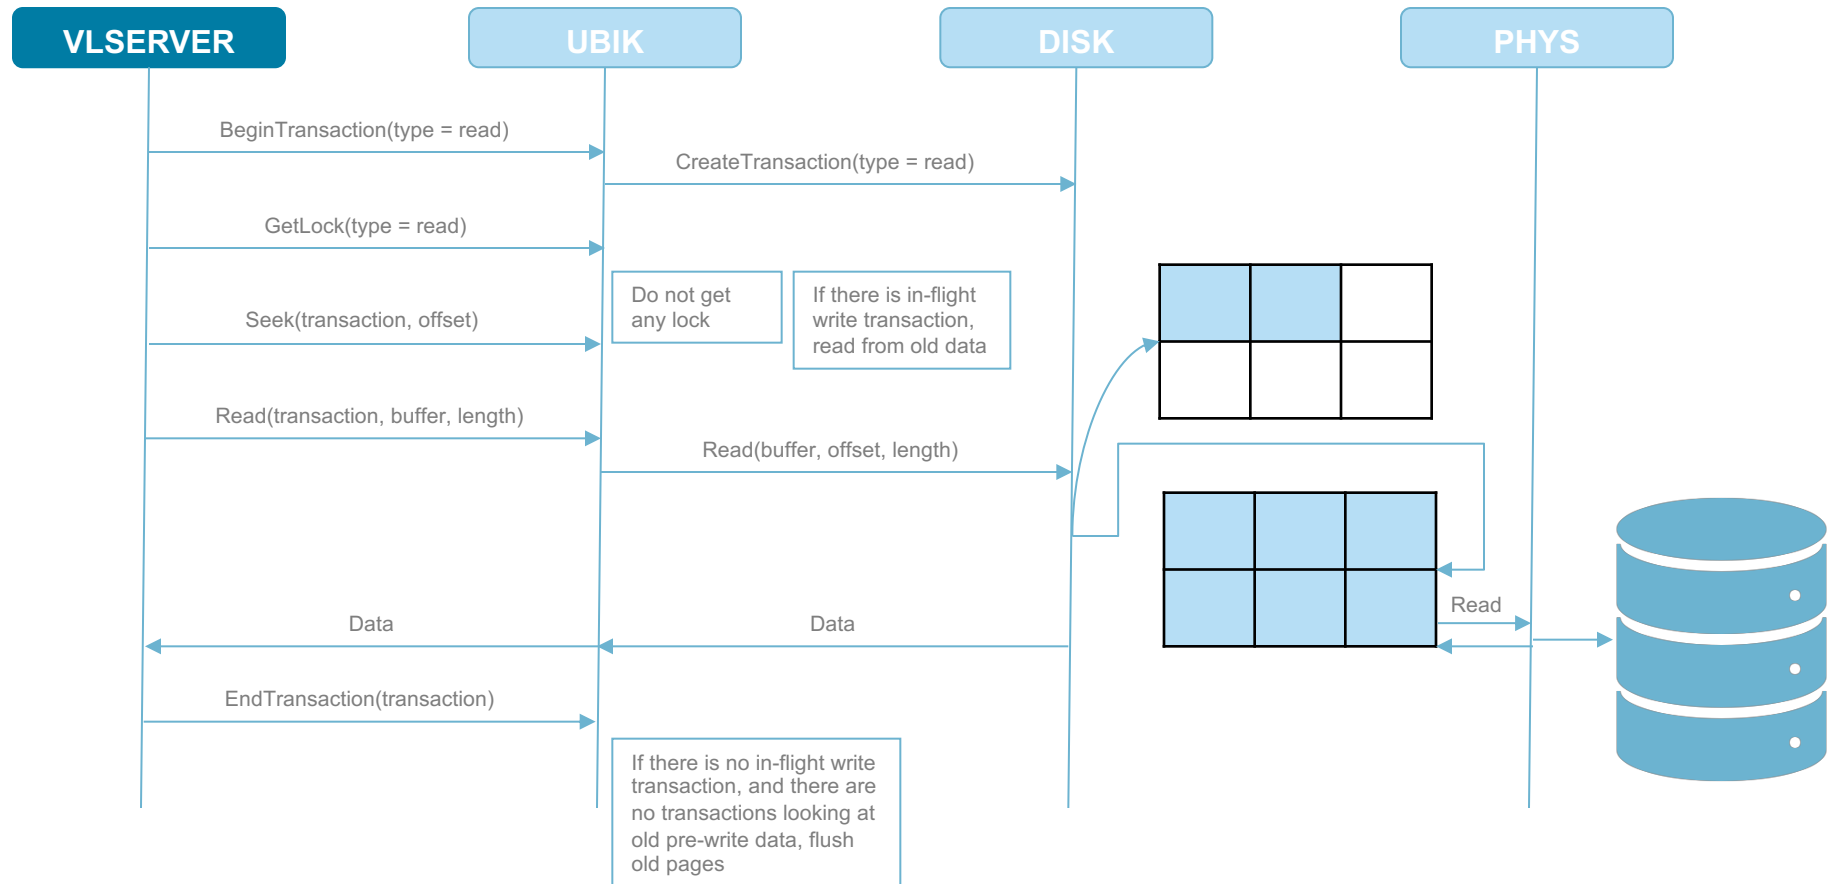 VLSERVER
UBIK
DISK
PHYS
BeginTransaction(type = read)
CreateTransaction(type = read)
GetLock(type = read)
Do not get
any lock
If there is in-flight
write transaction,
read from old data
Seek(transaction, offset)
Read(transaction, buffer, length)
Read(buffer, offset, length)
Read
Data
Data
EndTransaction(transaction)
If there is no in-flight write
transaction, and there are
no transactions looking at
old pre-write data, flush
old pages